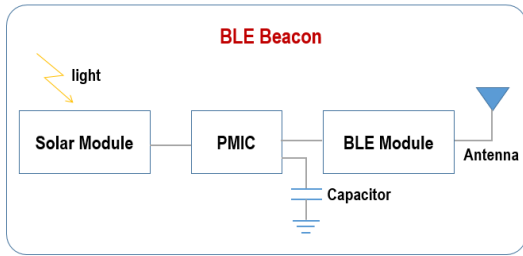 BLE Beacon
light
Solar Module
PMIC
BLE Module
Antenna
Capacitor